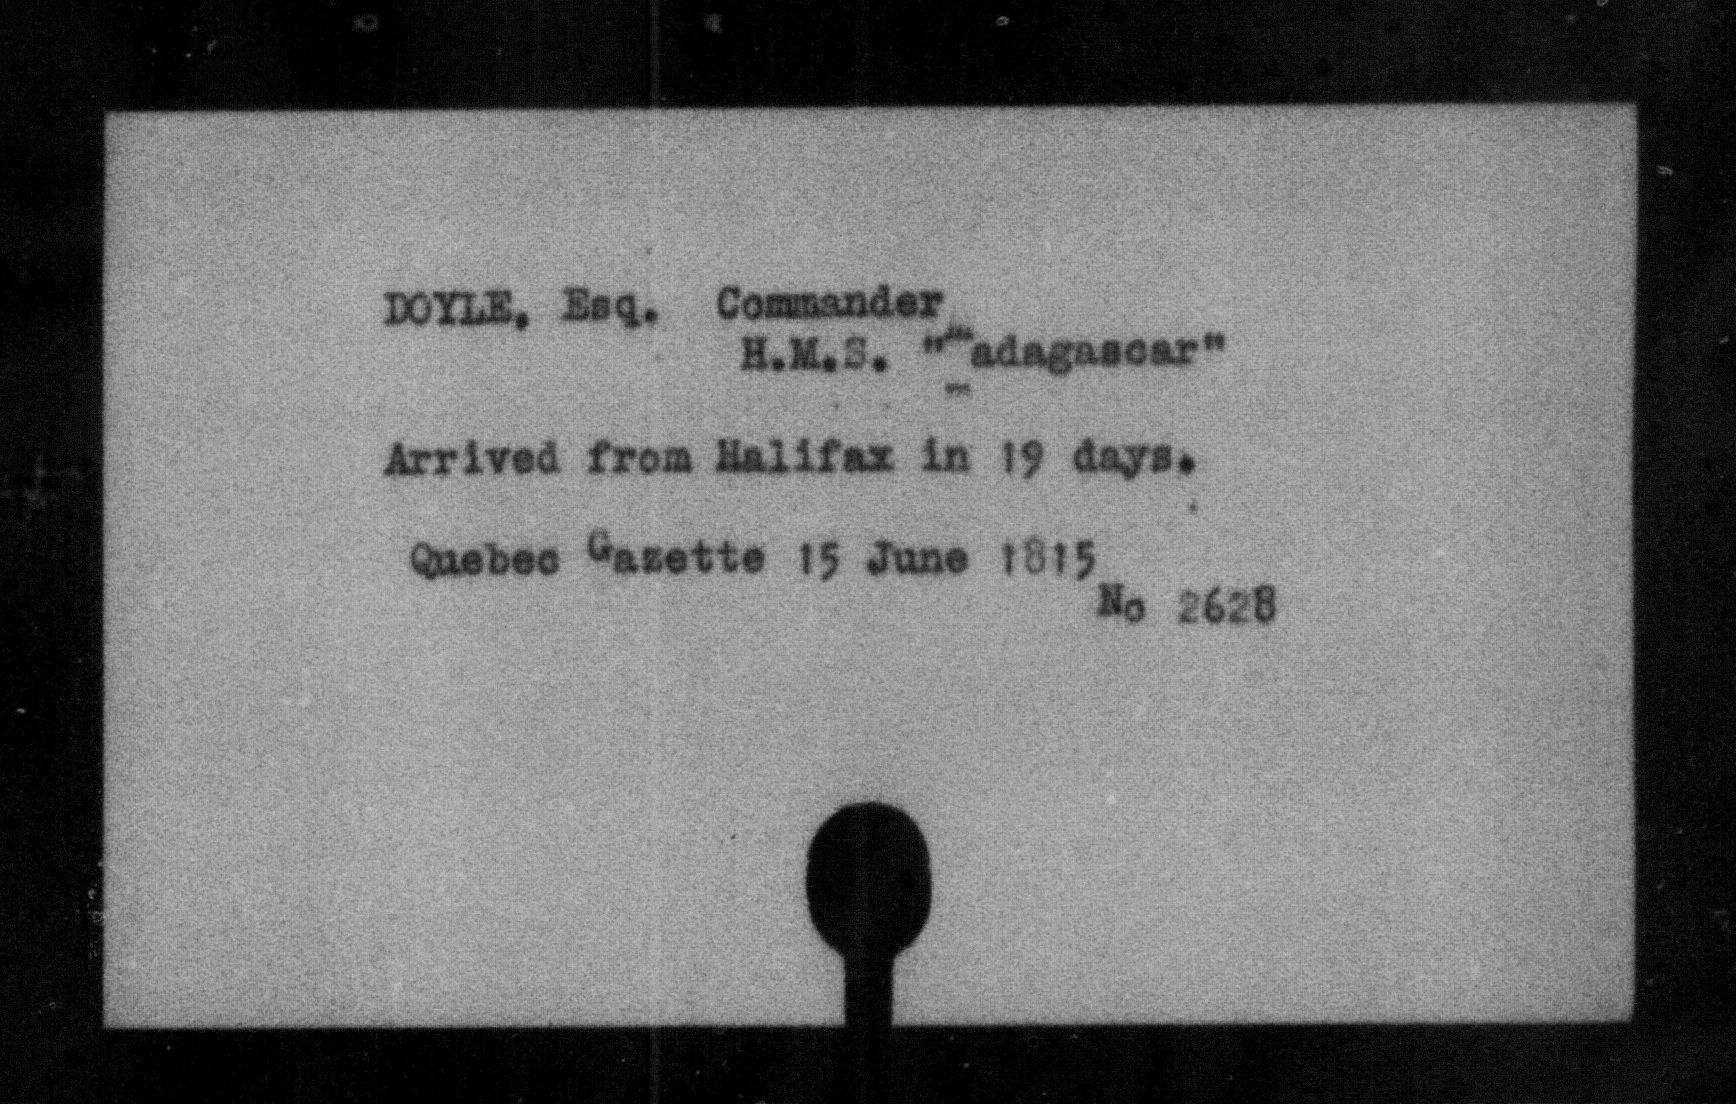 DOYLE. Esq. Commander
H.M.S. "Madagascar"
Arrived from Halifax in 19 days.
Quebec Gazette 15 June 1815
No 2628